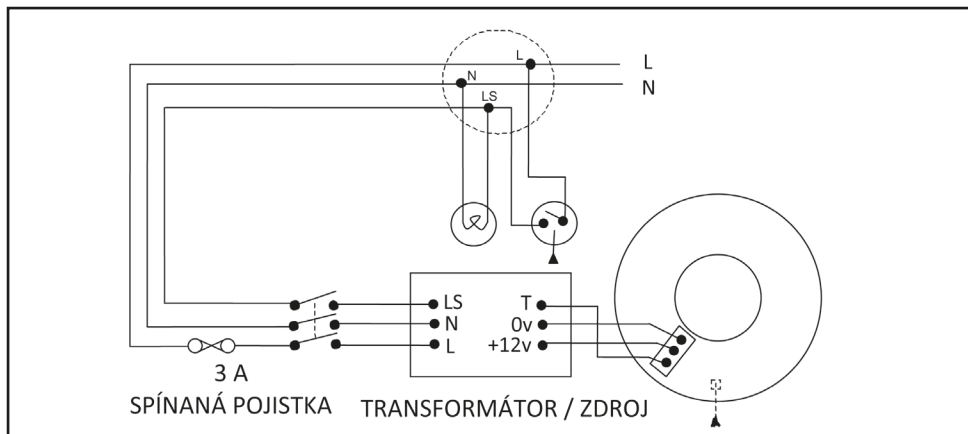 L
L
N
N
LS
LS
T
N
0v
L
+12v
3 A
SPÍNANÁ POJISTKA
TRANSFORMÁTOR / ZDROJ